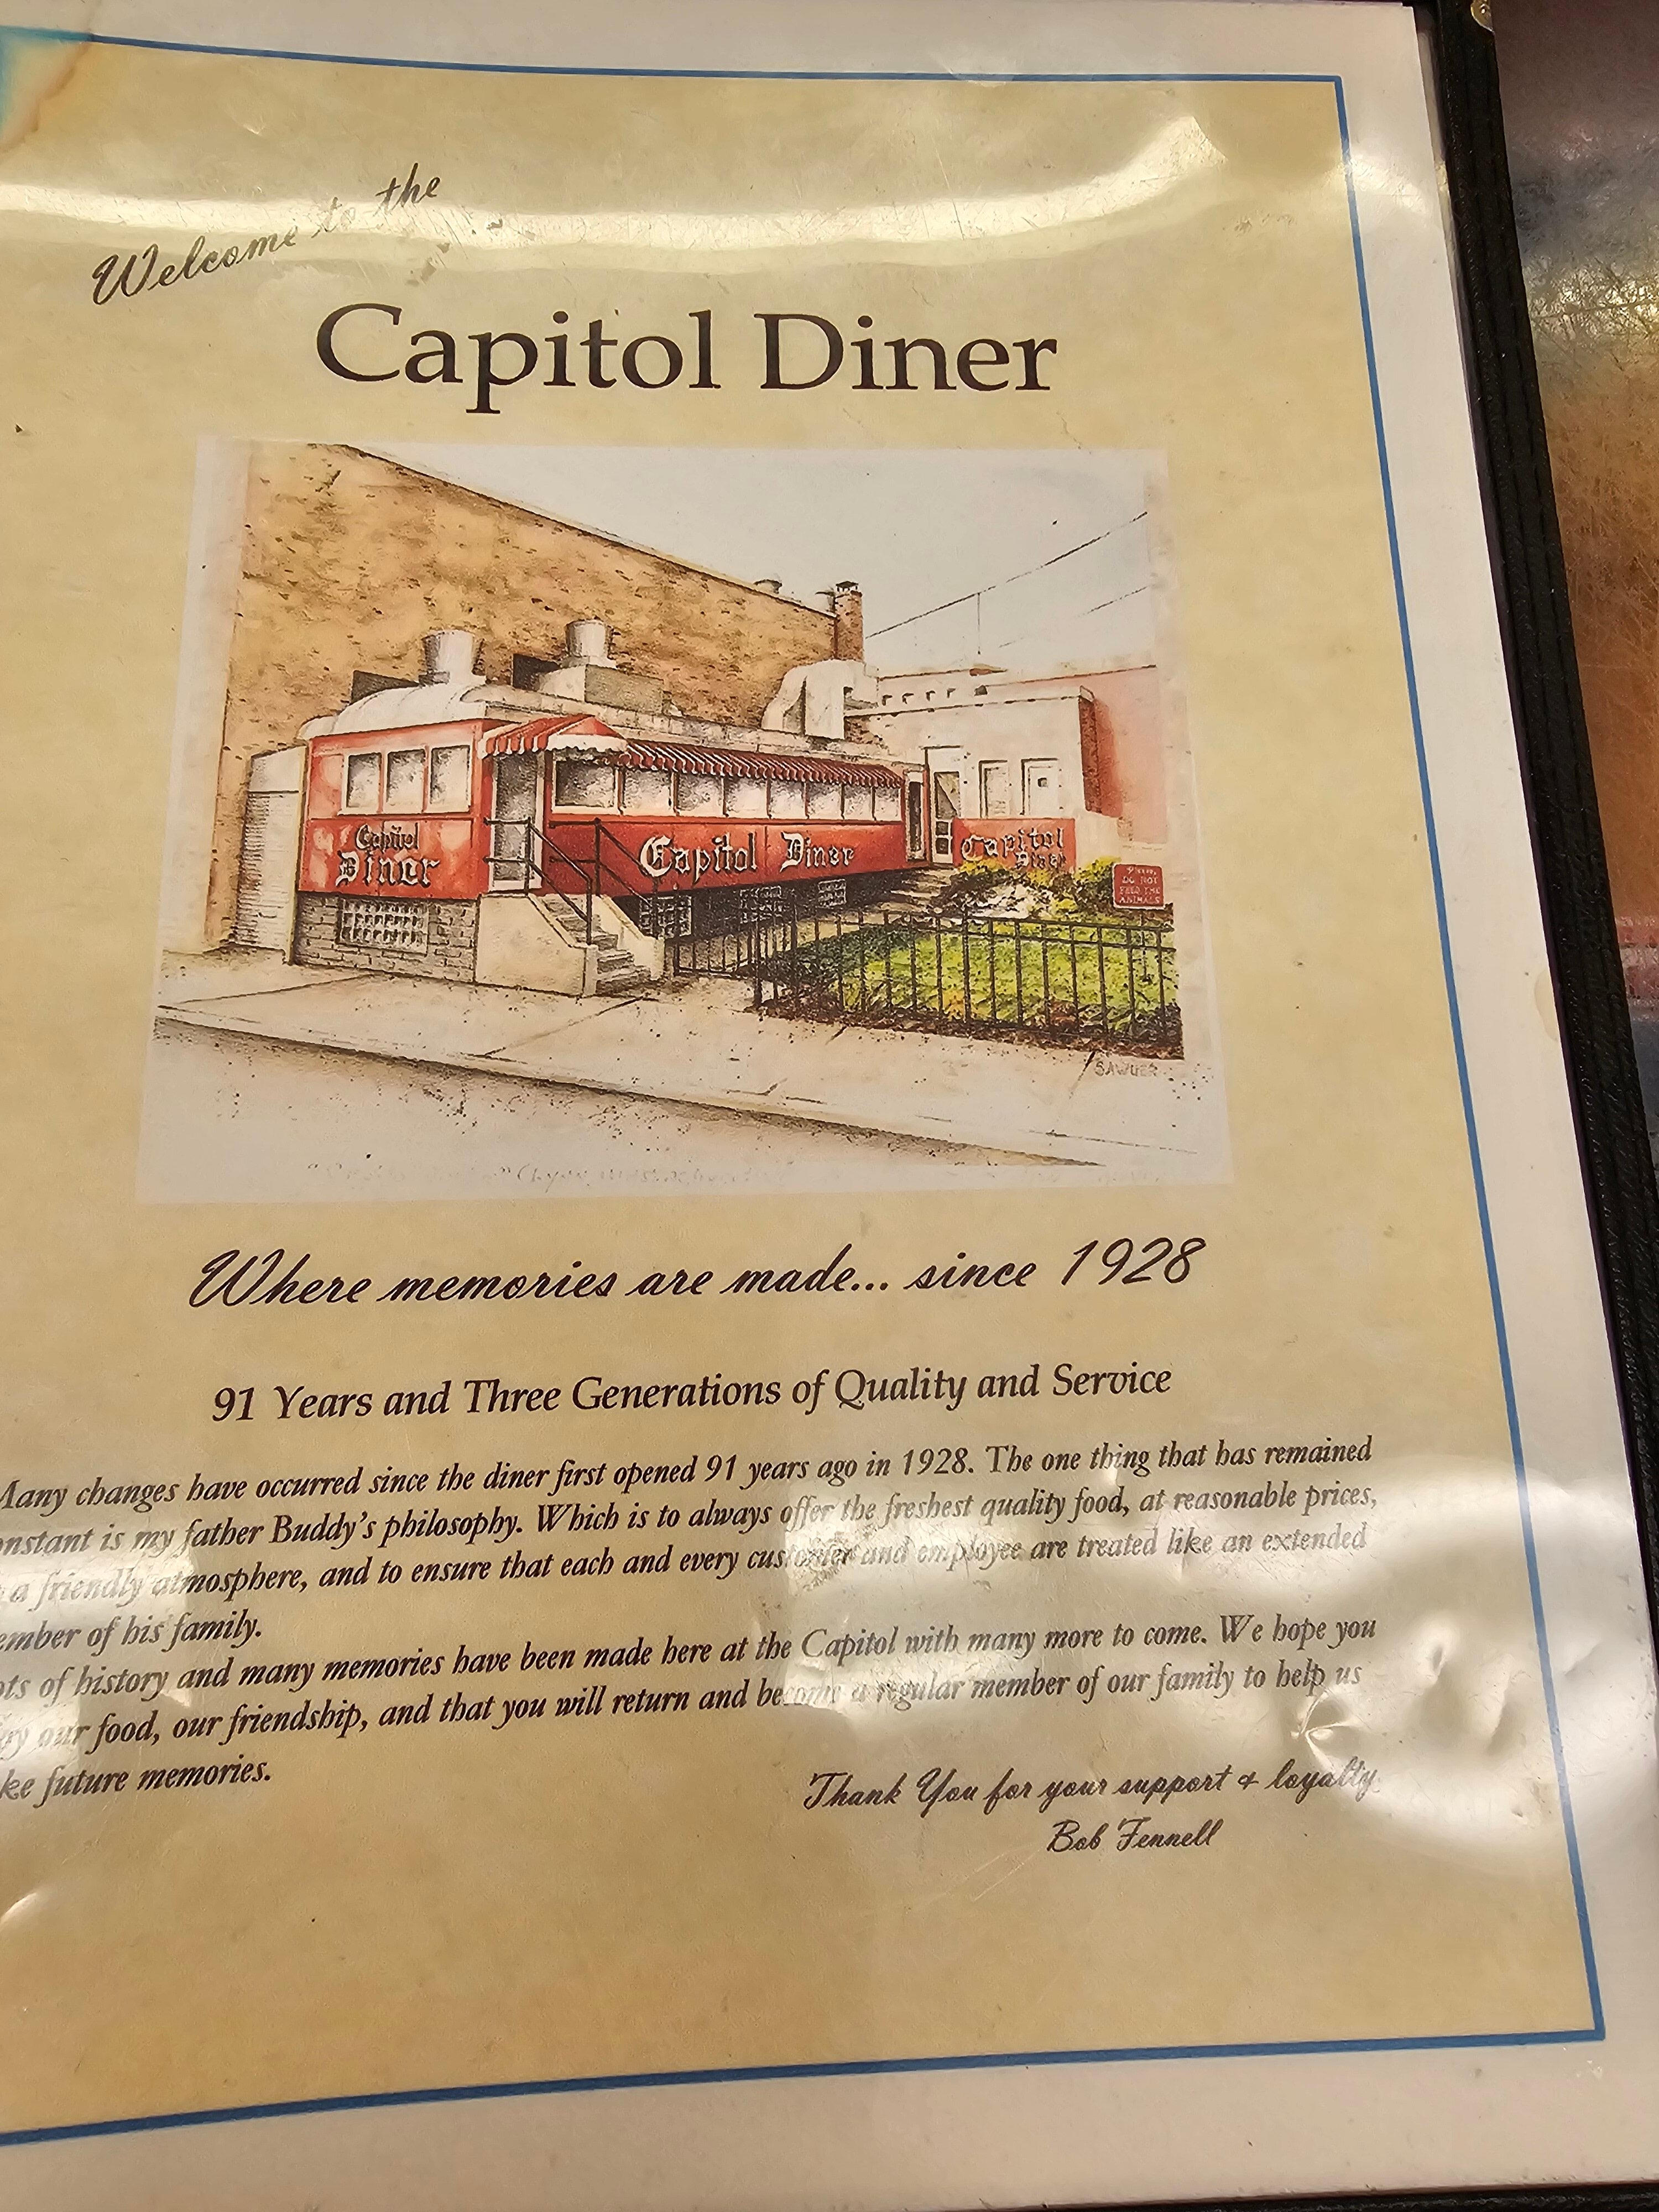 Welcome to the
Capitol Diner
Capitol
Diner
Capitol Diner
Capitol
Diner
Please,
DO NOT
FEED THE
ANIMALS
SAWYER
Where memories are made... since 1928
91 Years and Three Generations of Quality and Service
Many changes have occurred since the diner first opened 91 years ago in 1928. The one thing that has remained
onstant is my father Buddy's philosophy. Which is to always offer the freshest quality food, at reasonable prices,
a friendly atmosphere, and to ensure that each and every customer and employee are treated like an extended
ember of his family.
ots of history and many memories have been made here at the Capitol with many more to come. We hope you
our food, our friendship, and that you will return and become a regular member of our family to help us
ke future memories.
Thank You for your support & loyalty.
Bob Fennell